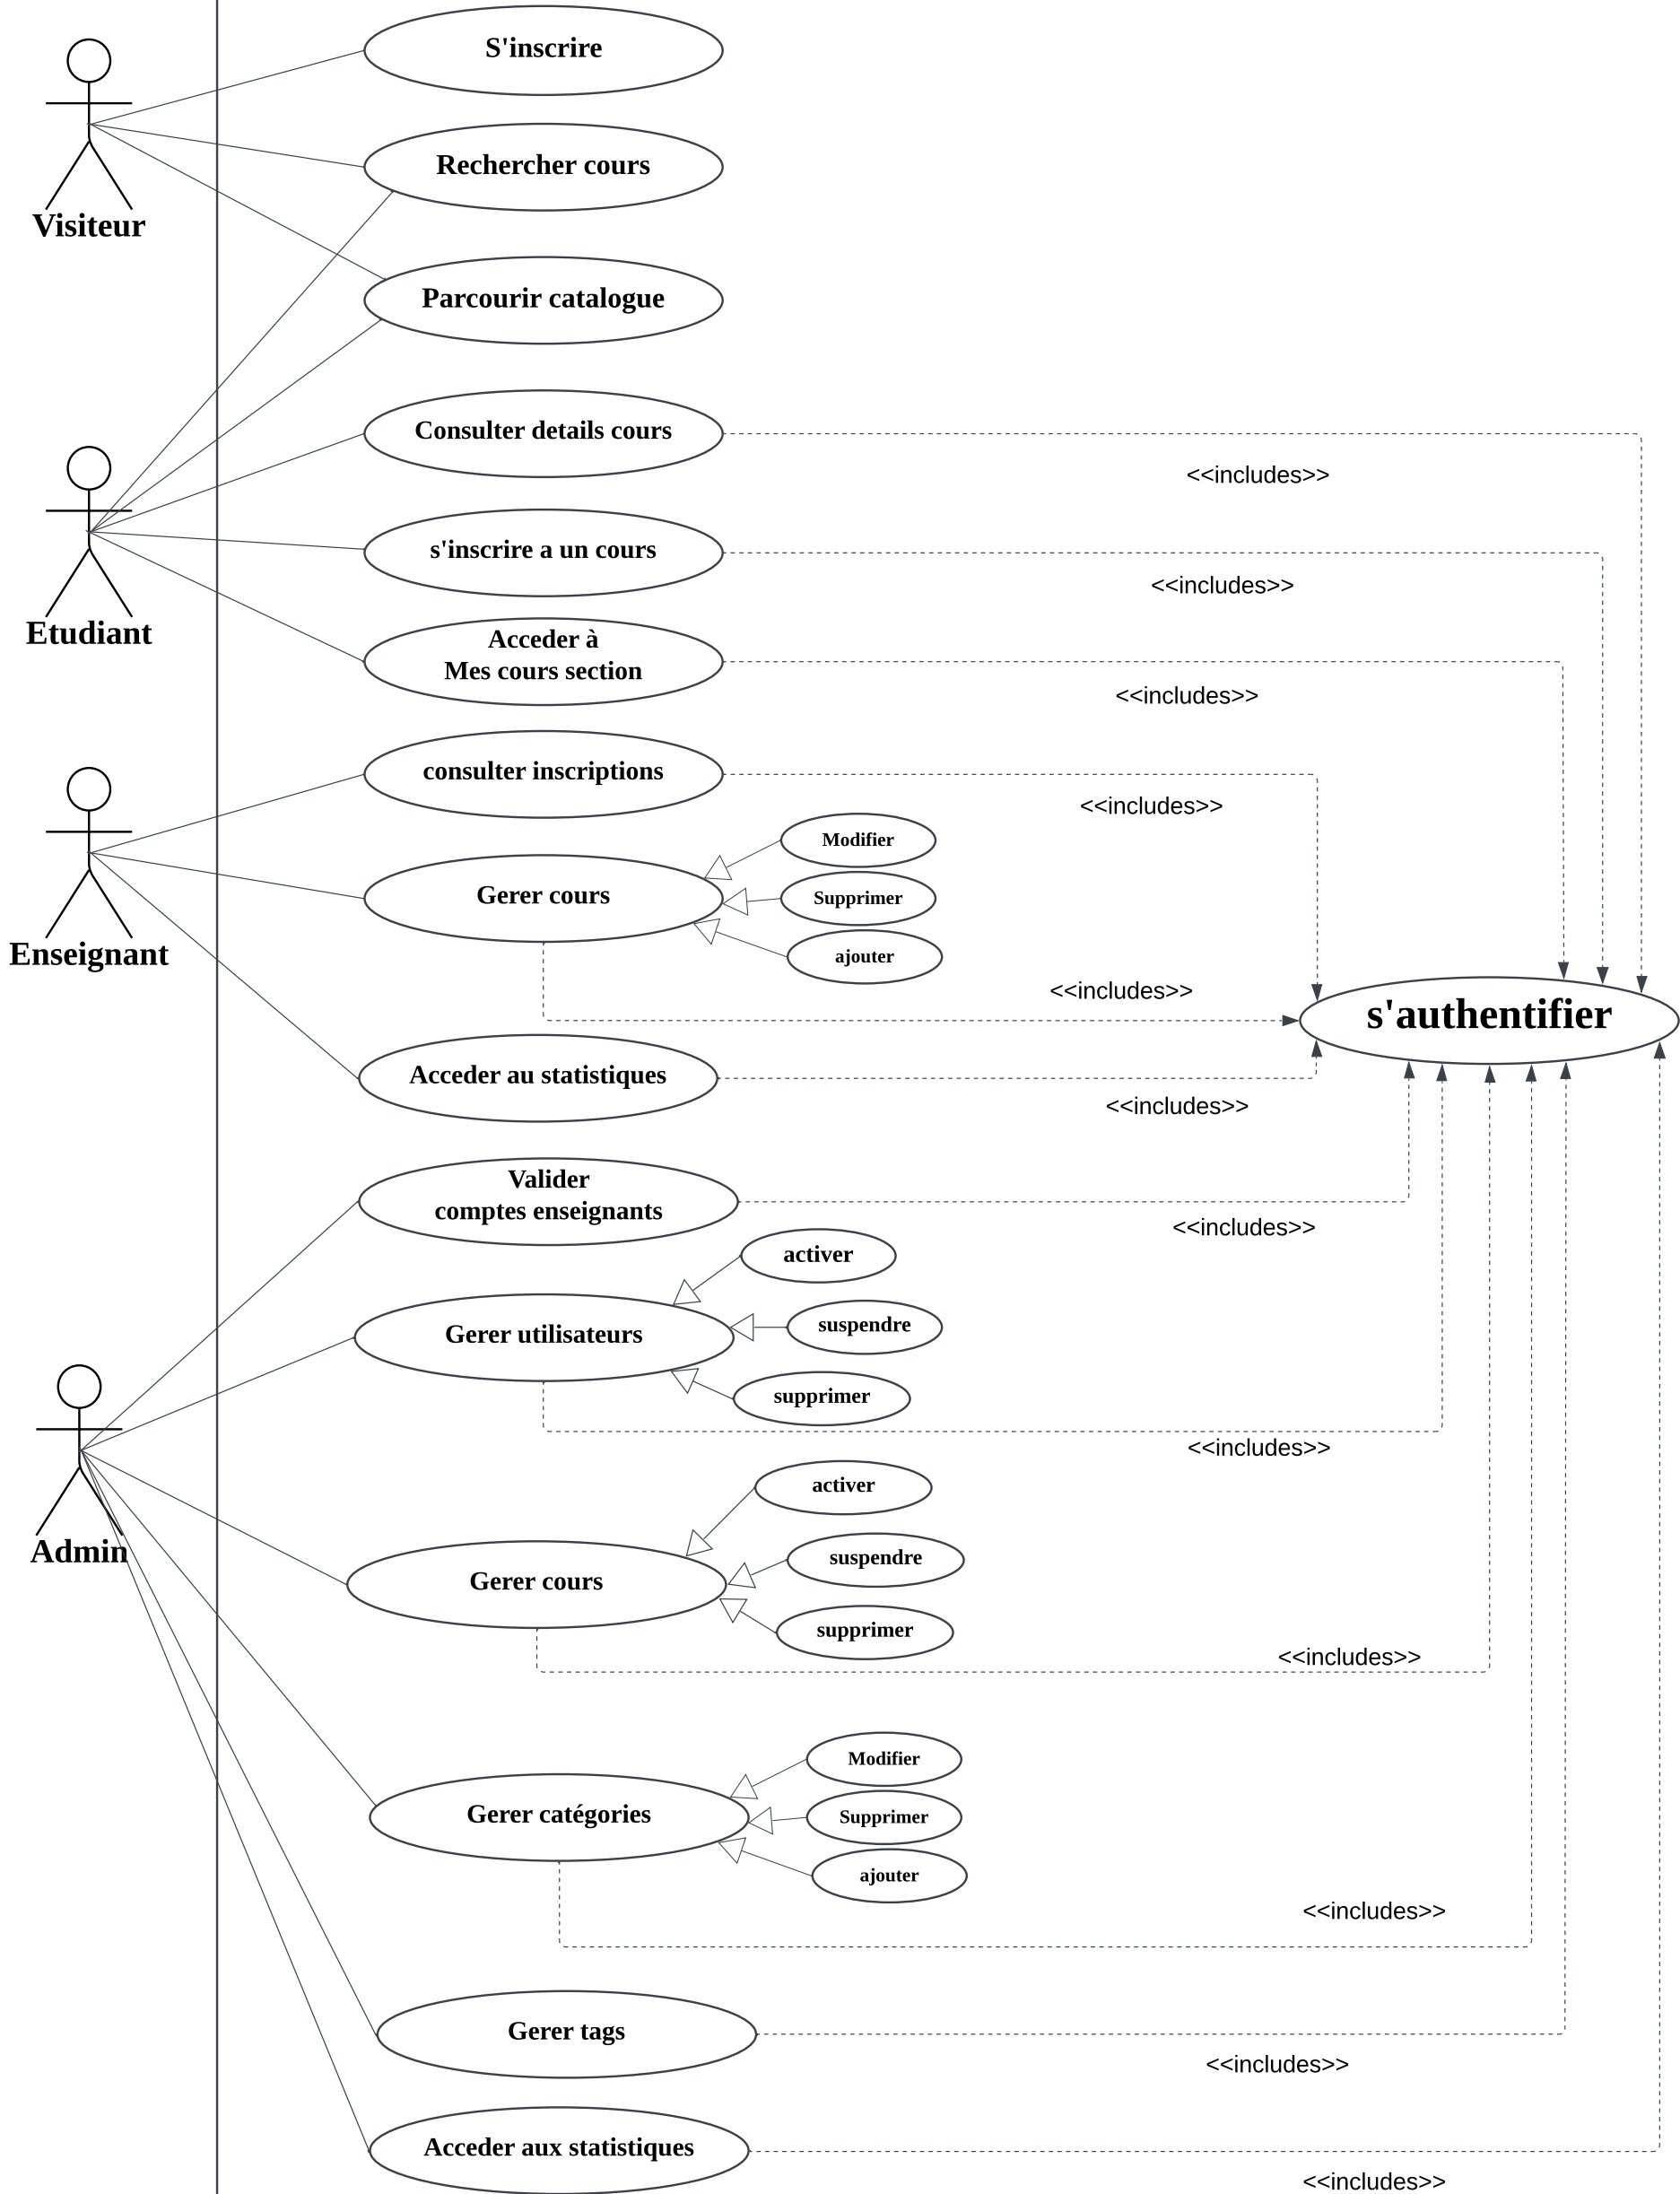 S'inscrire
Rechercher cours
Visiteur
Parcourir catalogue
Consulter details cours
<<includes>>
s'inscrire a un cours
<<includes>>
Etudiant
Acceder à
Mes cours section
<<includes>>
consulter inscriptions
<<includes>>
Modifier
Gerer cours
Supprimer
ajouter
Enseignant
<<includes>>
s'authentifier
Acceder au statistiques
<<includes>>
Valider
comptes enseignants
<<includes>>
activer
Gerer utilisateurs
suspendre
supprimer
<<includes>>
activer
Admin
suspendre
Gerer cours
supprimer
<<includes>>
Modifier
Gerer catégories
Supprimer
ajouter
<<includes>>
Gerer tags
<<includes>>
Acceder aux statistiques
<<includes>>